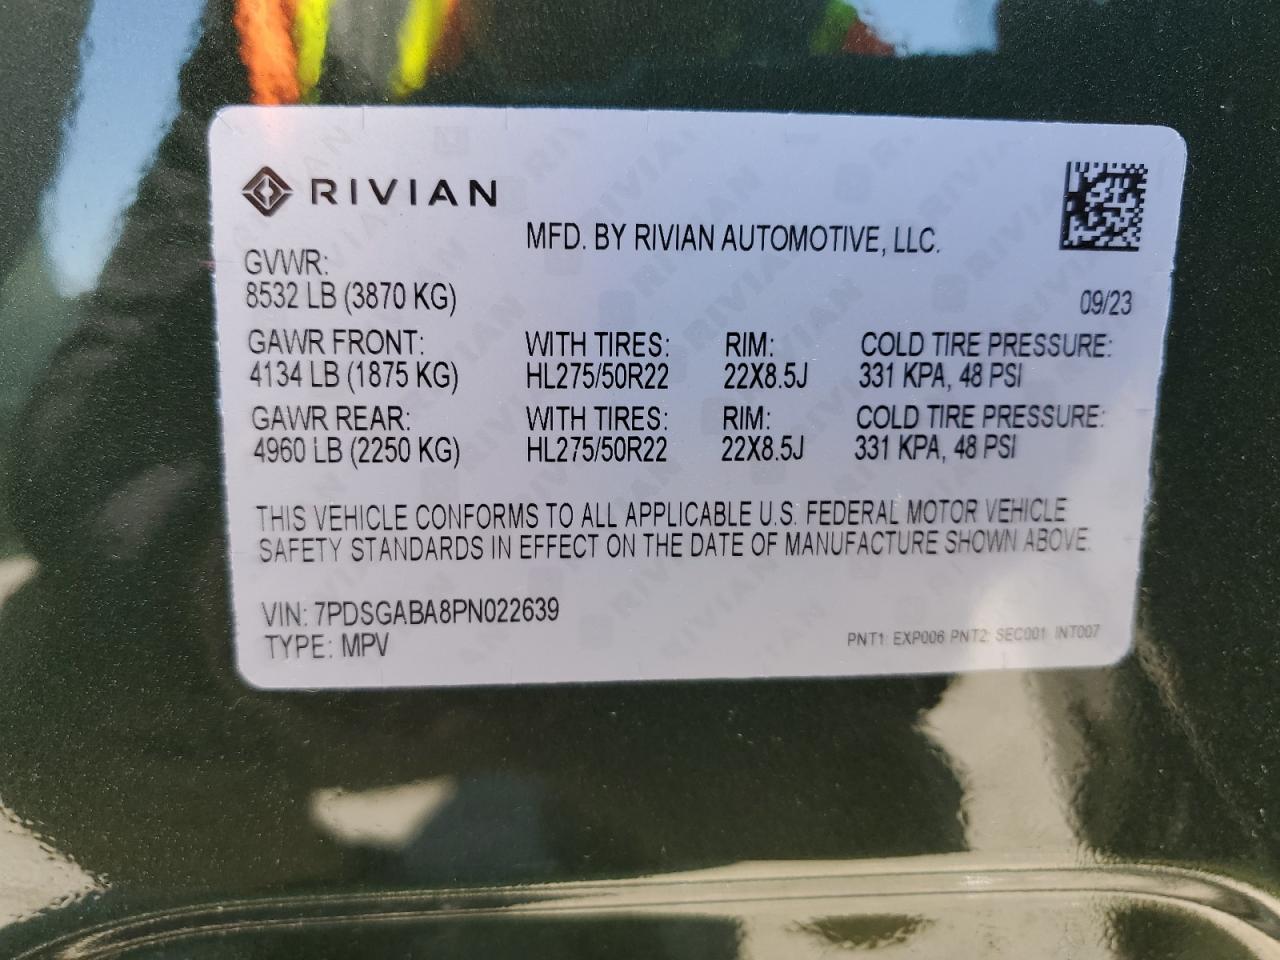 RIVIAN
MFD. BY RIVIAN AUTOMOTIVE, LLC.
GVWR:
8532 LB (3870 KG)
09/23
GAWR FRONT: WITH TIRES: RIM: COLD TIRE PRESSURE:
4134 LB (1875 KG) HL275/50R22 22X8.5J 331 KPA, 48 PSI
GAWR REAR: WITH TIRES: RIM: COLD TIRE PRESSURE:
4960 LB (2250 KG) HL275/50R22 22X8.5J 331 KPA, 48 PSI
THIS VEHICLE CONFORMS TO ALL APPLICABLE U.S. FEDERAL MOTOR VEHICLE
SAFETY STANDARDS IN EFFECT ON THE DATE OF MANUFACTURE SHOWN ABOVE.
VIN: 7PDSGABA8PN022639
TYPE: MPV
PNT1: EXP006 PNT2: SEC001 INT007